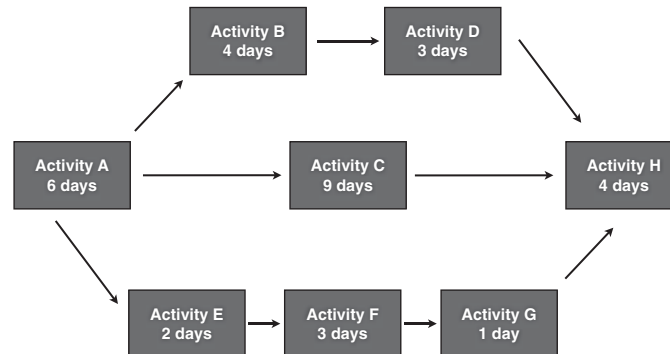 Activity B
4 days
Activity D
3 days
Activity A
6 days
Activity C
9 days
Activity H
4 days
Activity E
2 days
Activity F
3 days
Activity G
1 day